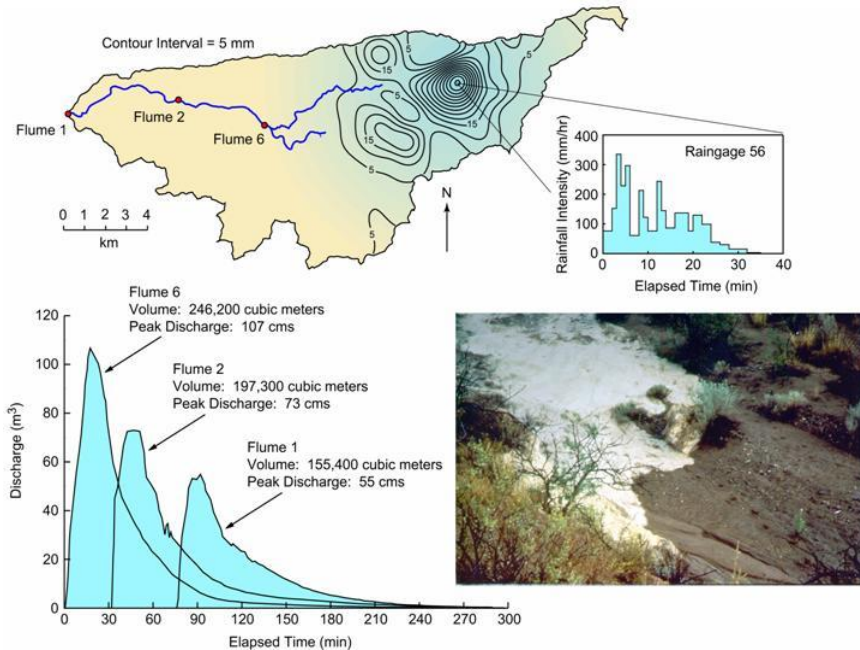 Contour Interval = 5 mm
5
15
5
5
15
15
5
5
5
Flume 1
Flume 2
Flume 6
N
0 1 2 3 4
km
Raingage 56
Rainfall Intensity (mm/hr)
400
300
200
100
0
0 10 20 30 40
Elapsed Time (min)
Flume 6
Volume: 246,200 cubic meters
Peak Discharge: 107 cms
Flume 2
Volume: 197,300 cubic meters
Peak Discharge: 73 cms
Flume 1
Volume: 155,400 cubic meters
Peak Discharge: 55 cms
Discharge (m³)
120
100
80
60
40
20
0
0 30 60 90 120 150 180 210 240 270 300
Elapsed Time (min)